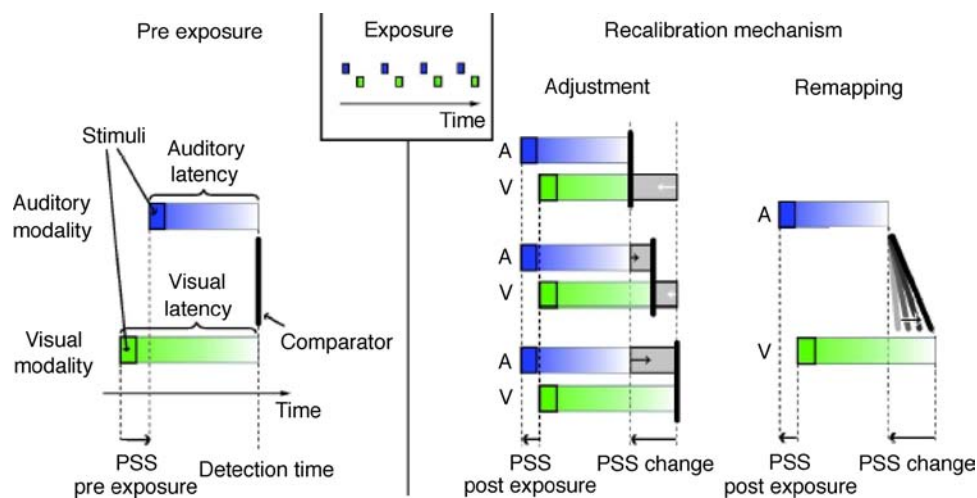 Pre exposure
Exposure
Time
Recalibration mechanism
Adjustment
Remapping
Stimuli
Auditory
latency
Auditory
modality
Visual
latency
Comparator
Visual
modality
Time
PSS
pre exposure
Detection time
A
V
A
V
A
V
PSS
post exposure
PSS change
A
V
PSS
post exposure
PSS change